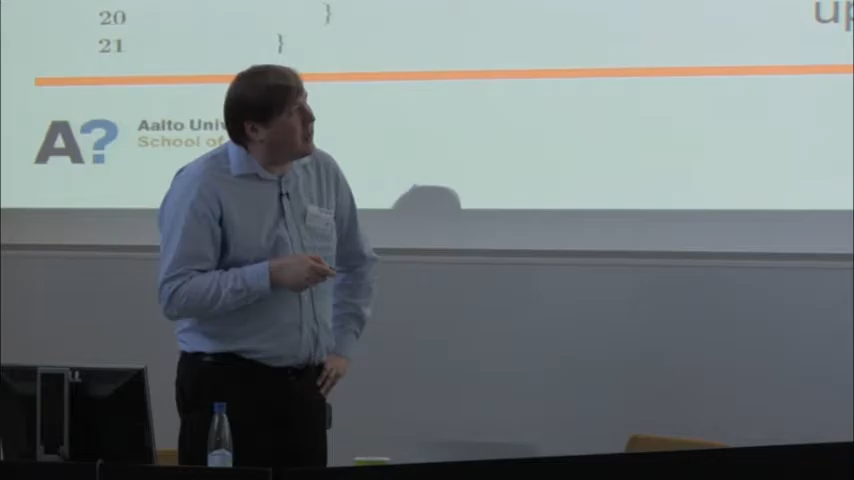 20 }
21 }
up
A?
Aalto Univ
School of